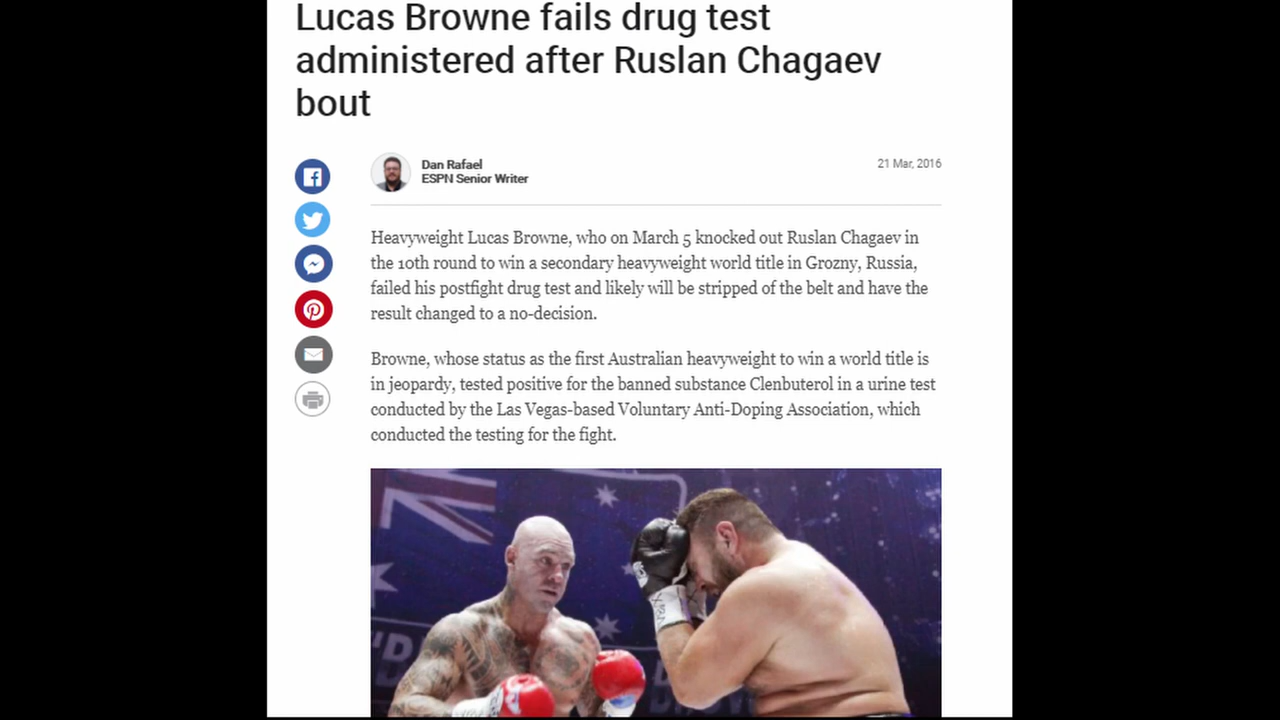 Lucas Browne fails drug test
administered after Ruslan Chagaev
bout
Dan Rafael
ESPN Senior Writer
21 Mar, 2016
Heavyweight Lucas Browne, who on March 5 knocked out Ruslan Chagaev in
the 10th round to win a secondary heavyweight world title in Grozny, Russia,
failed his postfight drug test and likely will be stripped of the belt and have the
result changed to a no-decision.
Browne, whose status as the first Australian heavyweight to win a world title is
in jeopardy, tested positive for the banned substance Clenbuterol in a urine test
conducted by the Las Vegas-based Voluntary Anti-Doping Association, which
conducted the testing for the fight.